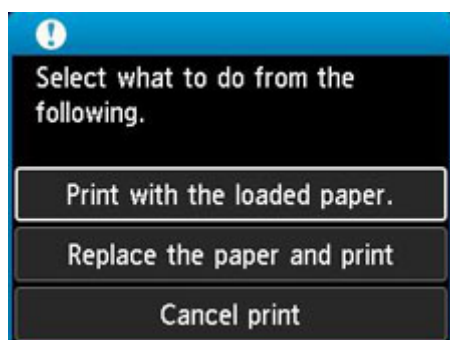 Select what to do from the
following.
Print with the loaded paper.
Replace the paper and print
Cancel print